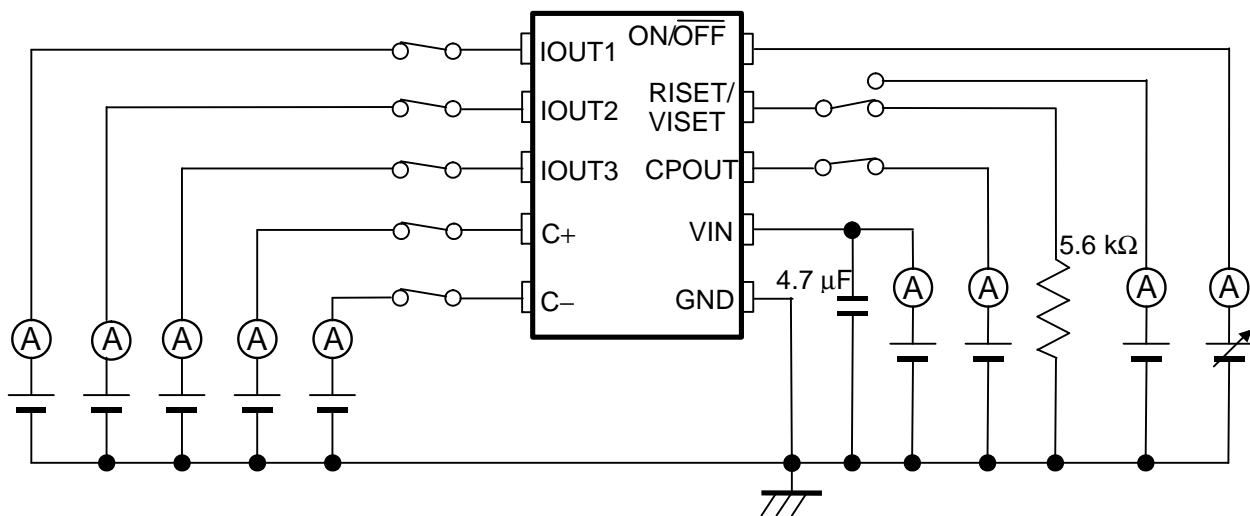 IOUT1
IOUT2
IOUT3
C+
C−
ON/OFF
RISET/
VISET
CPOUT
VIN
GND
4.7 μF
5.6 kΩ
A
A
A
A
A
A
A
A
A